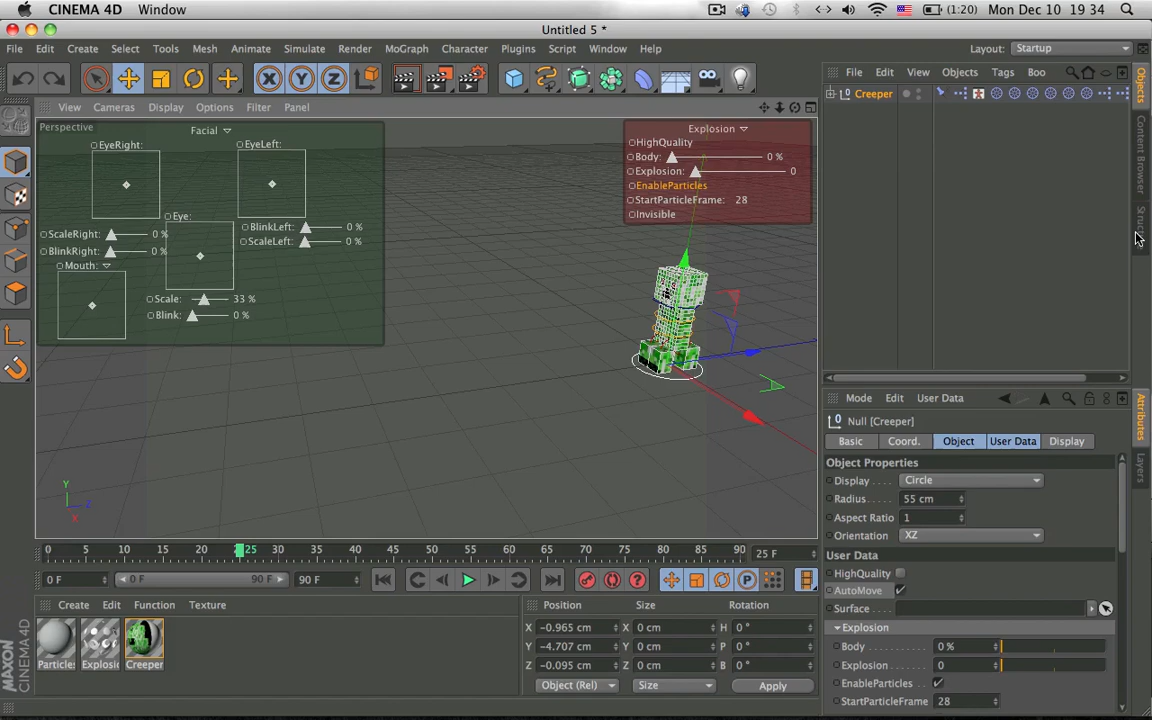 CINEMA 4D Window (1:20) Mon Dec 10 19 34
Untitled 5 *
File Edit Create Select Tools Mesh Animate Simulate Render MoGraph Character Plugins Script Window Help Layout: Startup
X Y Z
File Edit View Objects Tags Boo
Creeper
View Cameras Display Options Filter Panel
Perspective
Facial
EyeRight: EyeLeft:
Eye:
ScaleRight: 0 %
BlinkRight: 0 %
BlinkLeft: 0 %
ScaleLeft: 0 %
Mouth:
Scale: 33 %
Blink: 0 %
Explosion
HighQuality
Body: 0 %
Explosion: 0
EnableParticles
StartParticleFrame: 28
Invisible
Y
Z
X
Objects
Content Browser
Attributes
Layers
Mode Edit User Data
Null [Creeper]
Basic Coord. Object User Data Display
Object Properties
Display . . . . Circle
Radius . . . . . 55 cm
Aspect Ratio 1
Orientation . . XZ
User Data
HighQuality
AutoMove
Surface . . . .
Explosion
Body . . . . . . . . . . . 0 %
Explosion . . . . . . . 0
EnableParticles . .
StartParticleFrame 28
0 5 10 15 20 25 30 35 40 45 50 55 60 65 70 75 80 85 90 25 F
0 F 0 F 90 F 90 F
P
Create Edit Function Texture
Particles Explosio Creeper
Position Size Rotation
X -0.965 cm X 0 cm H 0 °
Y -4.707 cm Y 0 cm P 0 °
Z -0.095 cm Z 0 cm B 0 °
Object (Rel) Size Apply
MAXON
CINEMA 4D